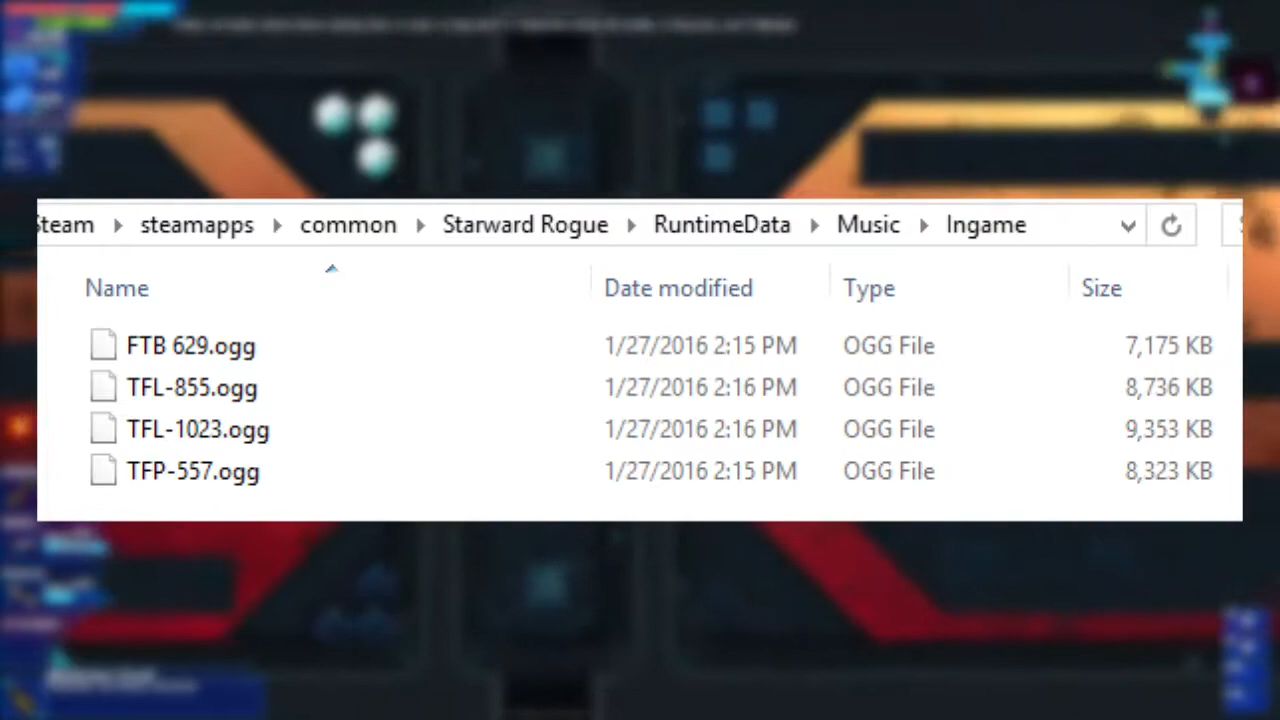 Steam steamapps common Starward Rogue RuntimeData Music Ingame
Name Date modified Type Size
FTB 629.ogg 1/27/2016 2:15 PM OGG File 7,175 KB
TFL-855.ogg 1/27/2016 2:16 PM OGG File 8,736 KB
TFL-1023.ogg 1/27/2016 2:16 PM OGG File 9,353 KB
TFP-557.ogg 1/27/2016 2:15 PM OGG File 8,323 KB